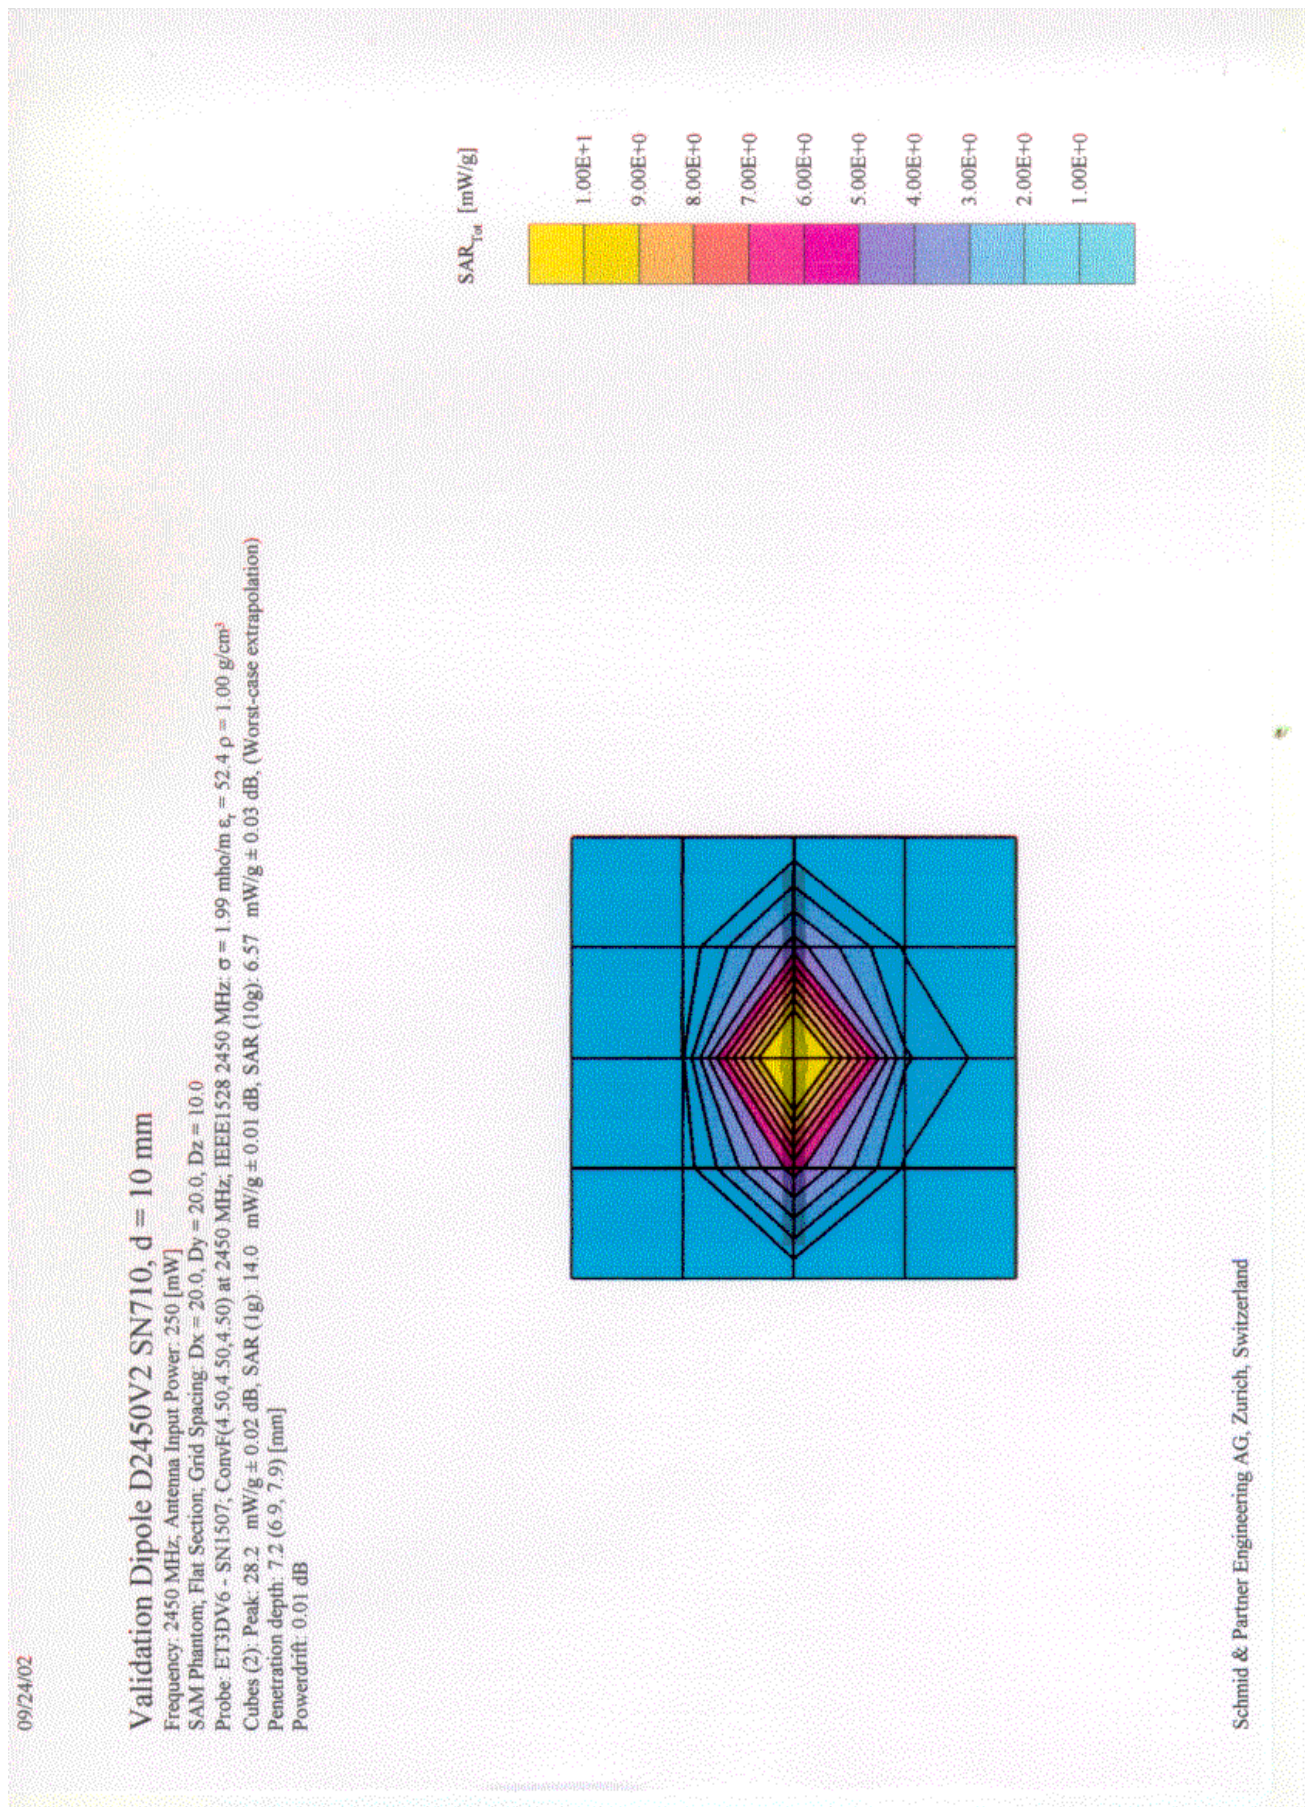 09/24/02
Validation Dipole D2450V2 SN710, d = 10 mm
Frequency: 2450 MHz; Antenna Input Power: 250 [mW]
SAM Phantom; Flat Section; Grid Spacing: Dx = 20.0, Dy = 20.0, Dz = 10.0
Probe: ET3DV6 - SN1507; ConvF(4.50,4.50,4.50) at 2450 MHz; IEEE1528 2450 MHz: σ = 1.99 mho/m εr = 52.4 ρ = 1.00 g/cm³
Cubes (2): Peak: 28.2 mW/g ± 0.02 dB, SAR (1g): 14.0 mW/g ± 0.01 dB, SAR (10g): 6.57 mW/g ± 0.03 dB, (Worst-case extrapolation)
Penetration depth: 7.2 (6.9, 7.9) [mm]
Powerdrift: 0.01 dB
SARTot [mW/g]
1.00E+1
9.00E+0
8.00E+0
7.00E+0
6.00E+0
5.00E+0
4.00E+0
3.00E+0
2.00E+0
1.00E+0
Schmid & Partner Engineering AG, Zurich, Switzerland